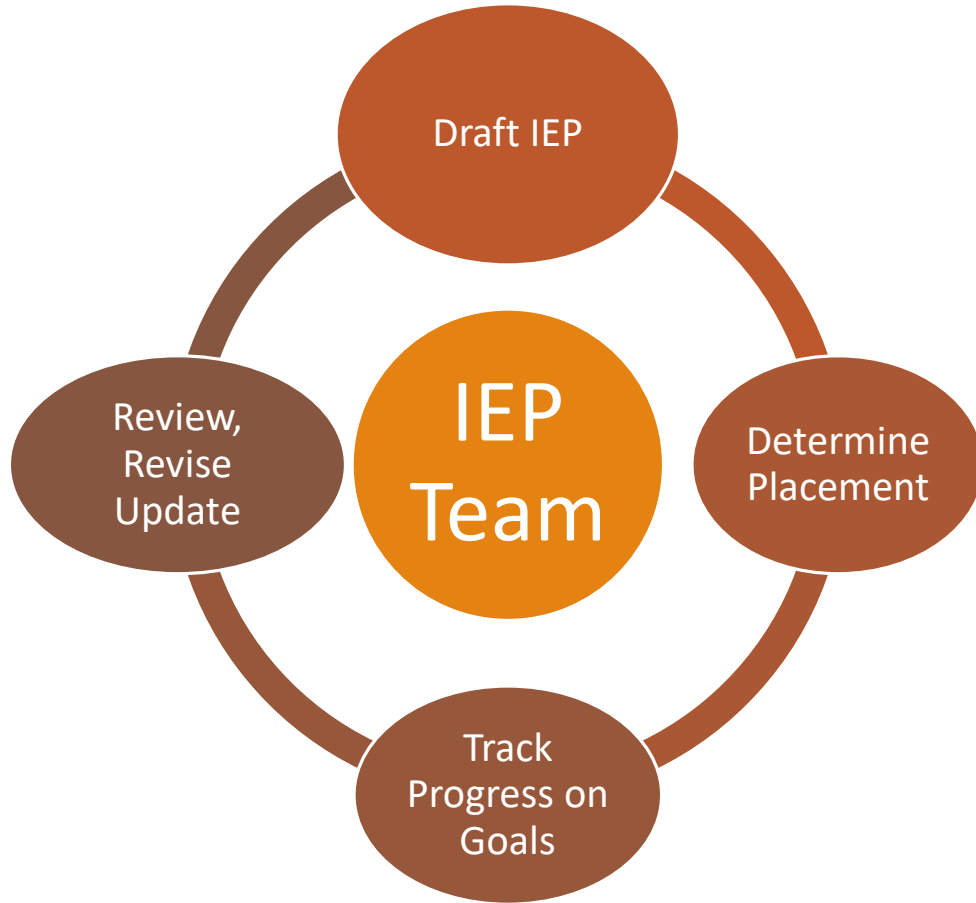 Draft IEP
Review,
Revise
Update
IEP
Team
Determine
Placement
Track
Progress on
Goals